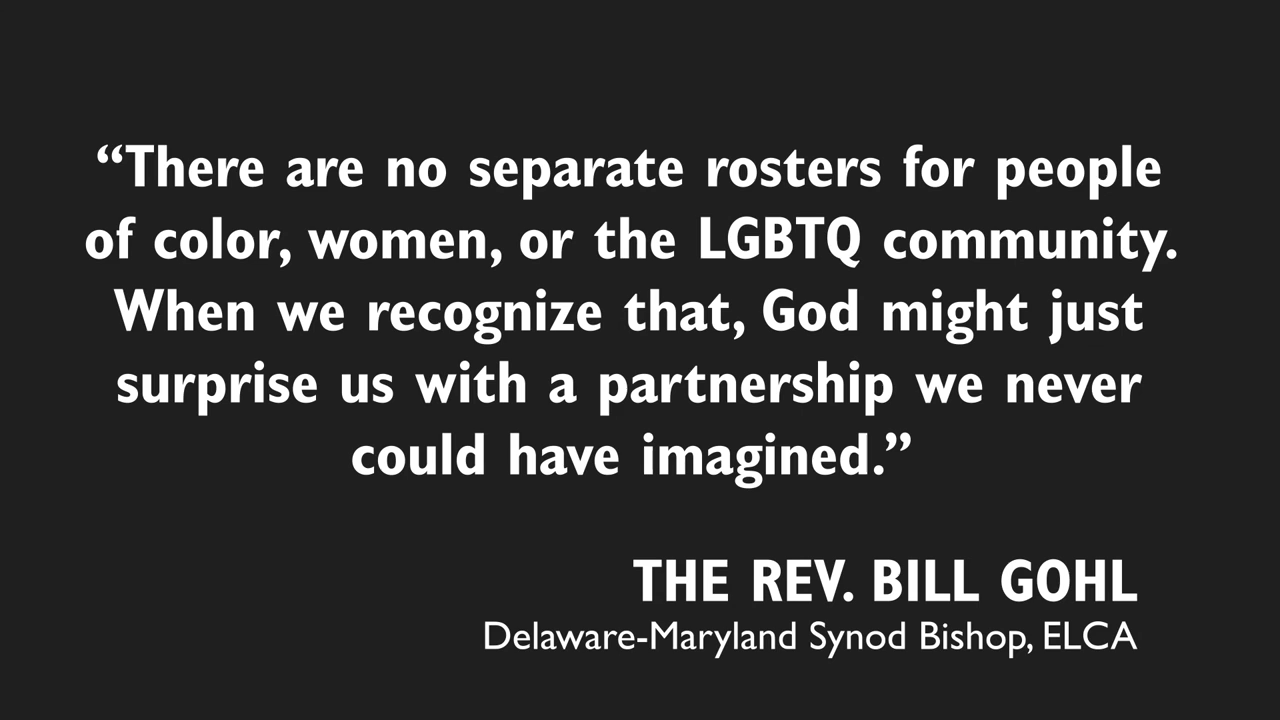 “There are no separate rosters for people
of color, women, or the LGBTQ community.
When we recognize that, God might just
surprise us with a partnership we never
could have imagined.”
THE REV. BILL GOHL
Delaware-Maryland Synod Bishop, ELCA